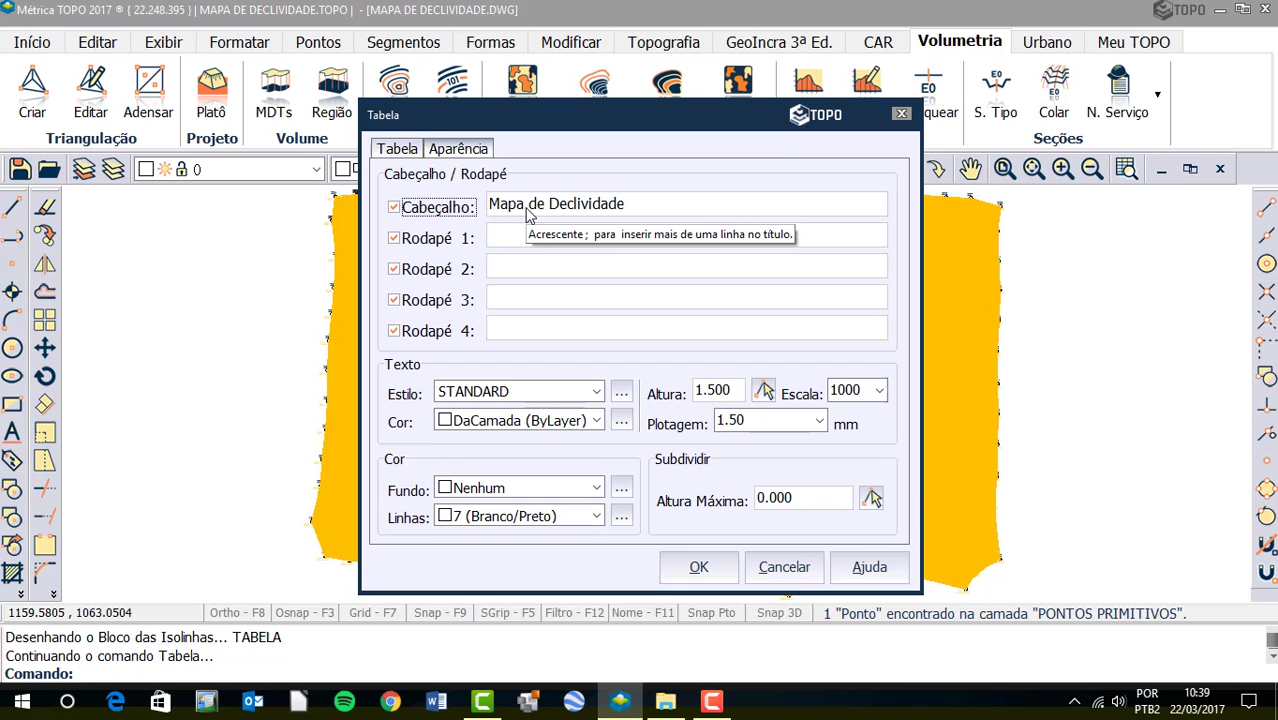 Métrica TOPO 2017 ® { 22.248.395 } | MAPA DE DECLIVIDADE.TOPO | - [MAPA DE DECLIVIDADE.DWG]
TOPO
Início Editar Exibir Formatar Pontos Segmentos Formas Modificar Topografia GeoIncra 3ª Ed. CAR Volumetria Urbano Meu TOPO
101 E0 E0
Criar Editar Adensar Platô MDTs Região quear S. Tipo Colar N. Serviço
Triangulação Projeto Volume Seções
0
Tabela TOPO
Tabela Aparência
Cabeçalho / Rodapé
Cabeçalho: Mapa de Declividade
Acrescente ; para inserir mais de uma linha no título.
Rodapé 1:
Rodapé 2:
Rodapé 3:
Rodapé 4:
Texto
Estilo: STANDARD ... Altura: 1.500 Escala: 1000
Cor: DaCamada (ByLayer) ... Plotagem: 1.50 mm
Cor Subdividir
Fundo: Nenhum ... Altura Máxima: 0.000
Linhas: 7 (Branco/Preto) ...
OK Cancelar Ajuda
1159.5805, 1063.0504 Ortho - F8 Osnap - F3 Grid - F7 Snap - F9 SGrip - F5 Filtro - F12 Nome - F11 Snap Pto Snap 3D 1 "Ponto" encontrado na camada "PONTOS PRIMITIVOS".
Desenhando o Bloco das Isolinhas... TABELA
Continuando o comando Tabela...
Comando:
POR 10:39
PTB2 22/03/2017